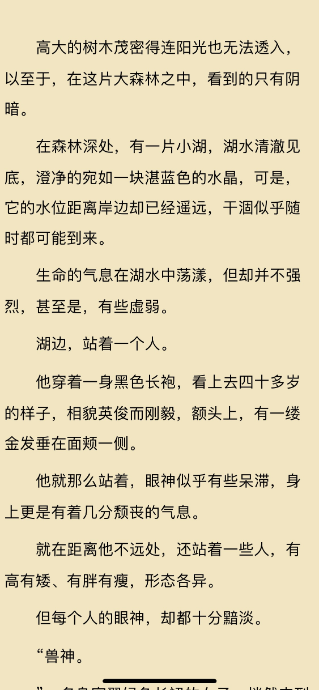 高大的树木茂密得连阳光也无法透入，
以至于，在这片大森林之中，看到的只有阴
暗。
在森林深处，有一片小湖，湖水清澈见
底，澄净的宛如一块湛蓝色的水晶，可是，
它的水位距离岸边却已经遥远，干涸似乎随
时都可能到来。
生命的气息在湖水中荡漾，但却并不强
烈，甚至是，有些虚弱。
湖边，站着一个人。
他穿着一身黑色长袍，看上去四十多岁
的样子，相貌英俊而刚毅，额头上，有一缕
金发垂在面颊一侧。
他就那么站着，眼神似乎有些呆滞，身
上更是有着几分颓丧的气息。
就在距离他不远处，还站着一些人，有
高有矮、有胖有瘦，形态各异。
但每个人的眼神，却都十分黯淡。
“兽神。